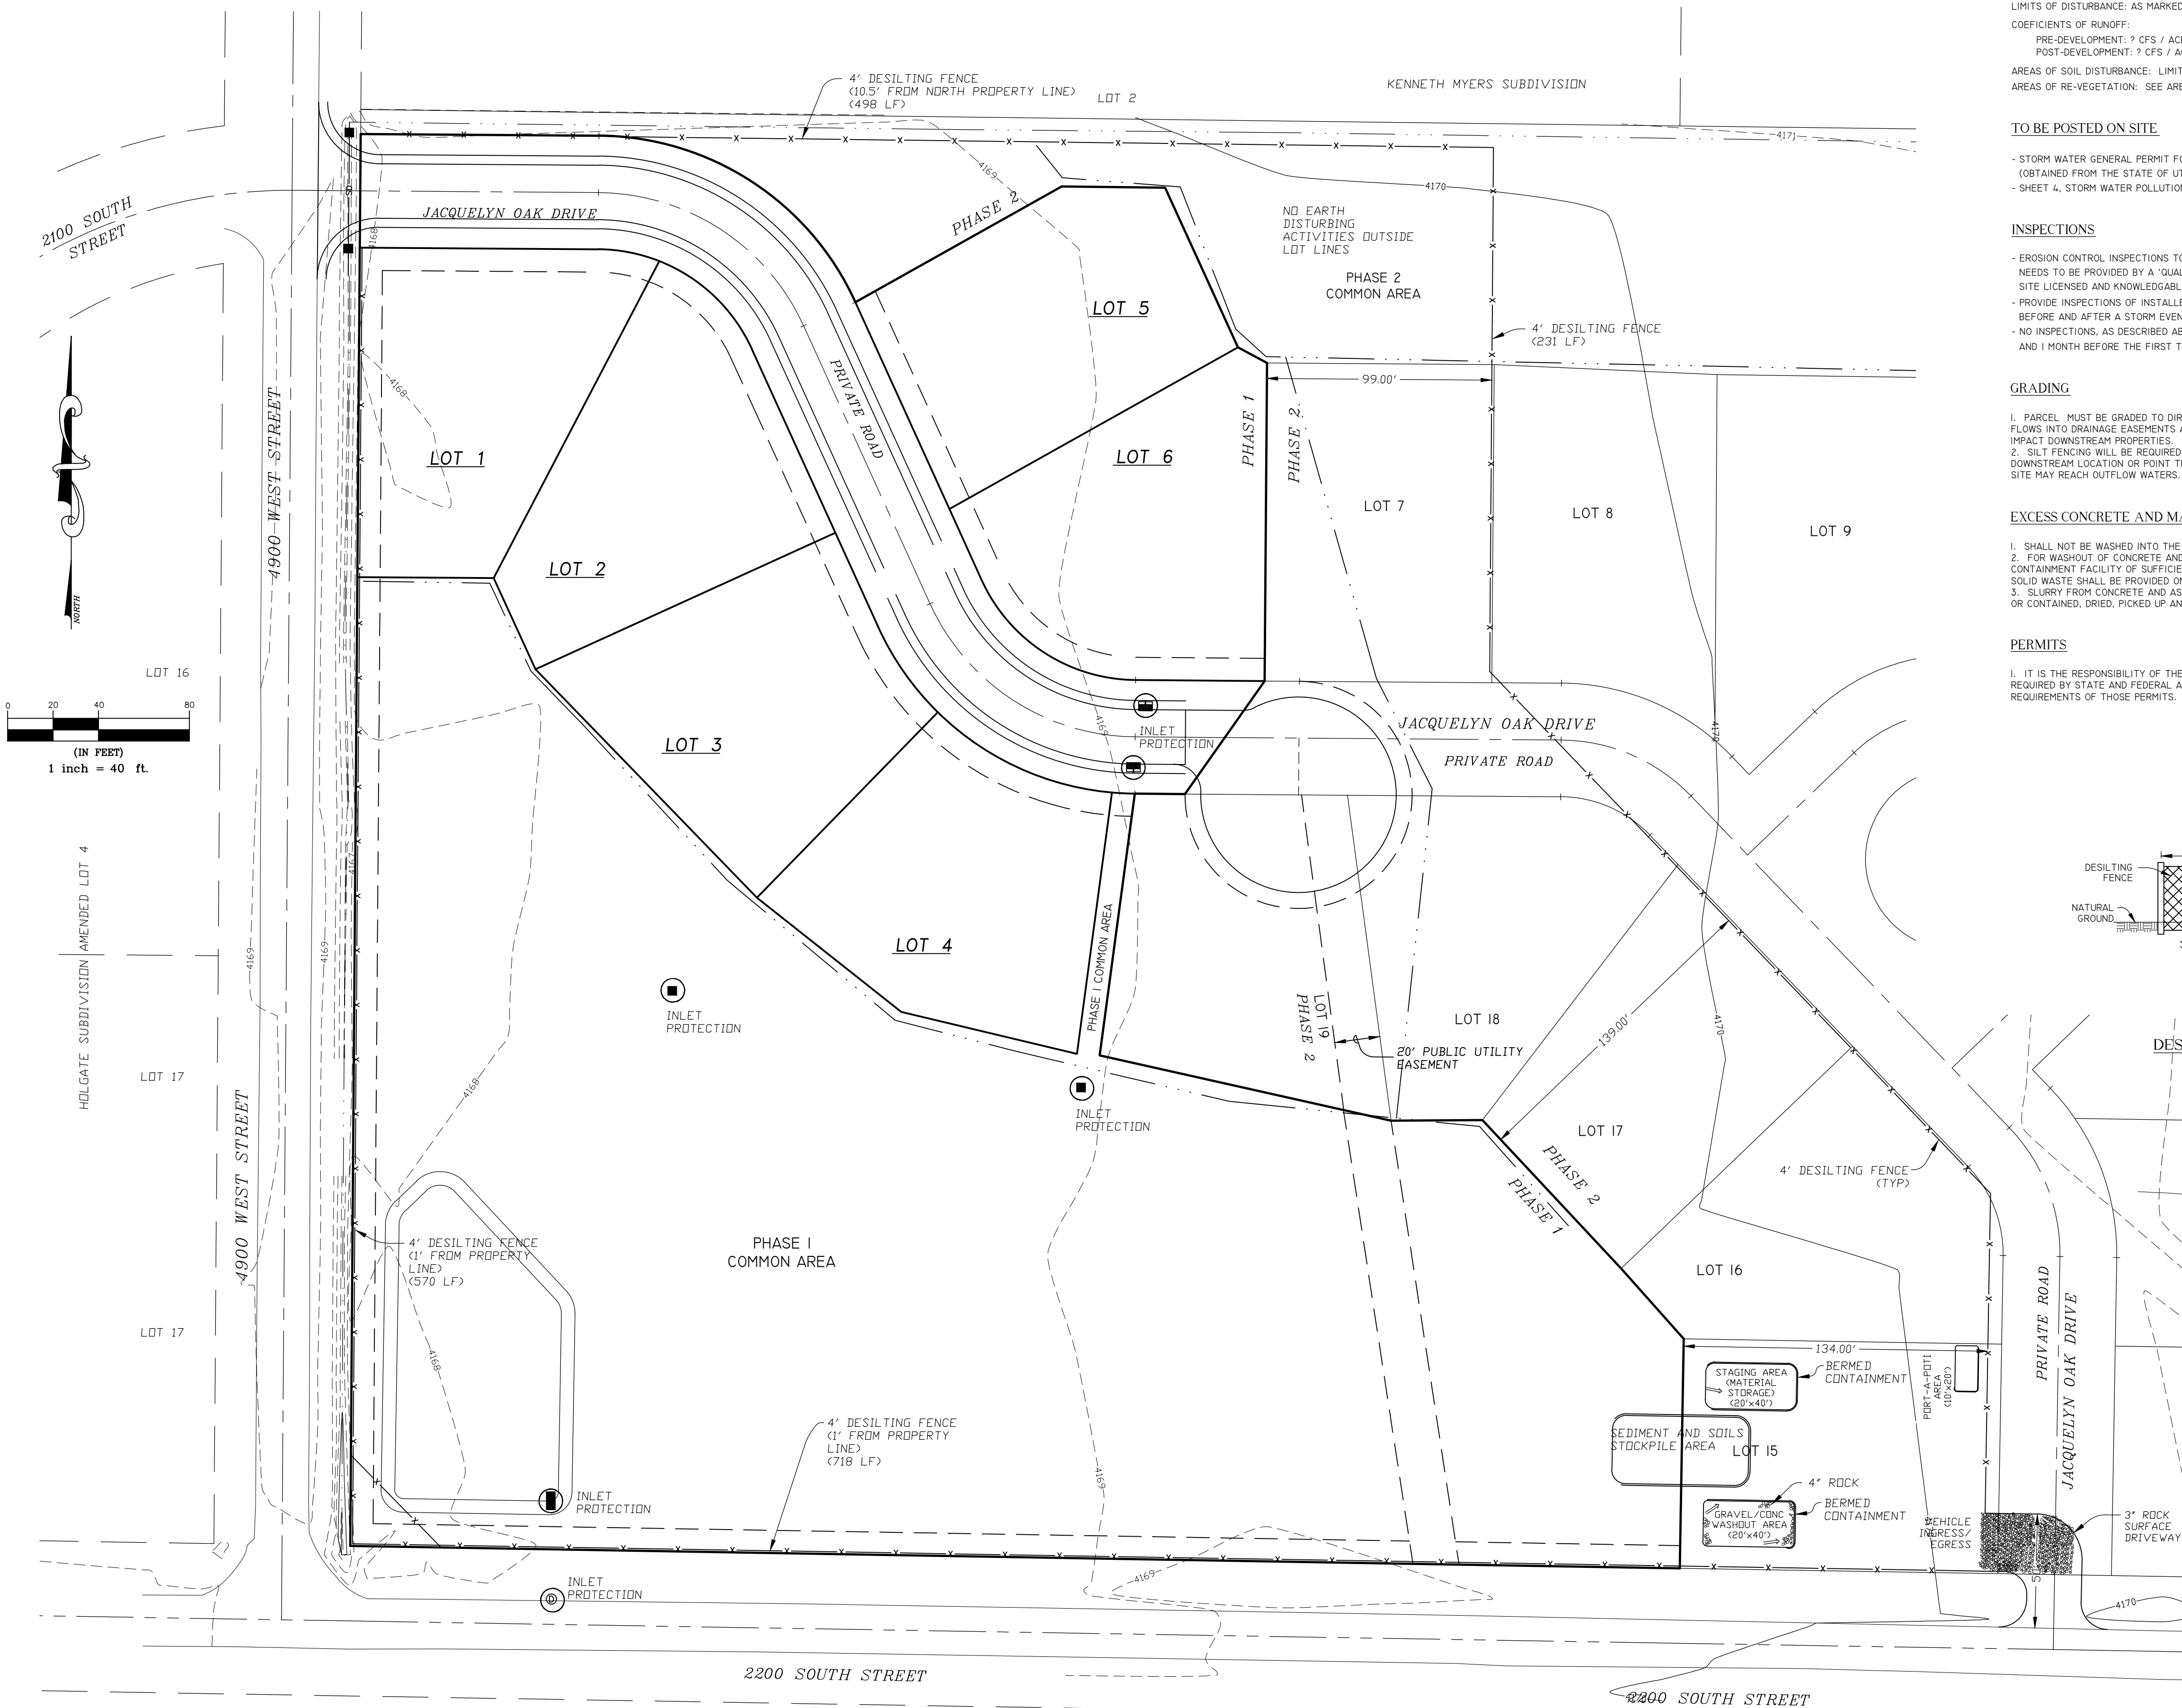 LIMITS OF DISTURBANCE: AS MARKED
COEFICIENTS OF RUNOFF:
PRE-DEVELOPMENT: ? CFS /
POST-DEVELOPMENT: ? CFS /
AREAS OF SOIL DISTURBANCE:
AREAS OF RE-VEGETATION: SEE
TO BE POSTED ON SITE
- STORM WATER GENERAL PERMIT
(OBTAINED FROM THE STATE OF
- SHEET 4, STORM WATER
INSPECTIONS
- EROSION CONTROL INSPECTIONS
NEEDS TO BE PROVIDED BY A
SITE LICENSED AND
- PROVIDE INSPECTIONS OF
BEFORE AND AFTER A STORM
- NO INSPECTIONS, AS DESCRIBED
AND 1 MONTH BEFORE THE FIRST
GRADING
1. PARCEL MUST BE GRADED TO
FLOWS INTO DRAINAGE EASEMENTS
IMPACT DOWNSTREAM PROPERTIES.
2. SILT FENCING WILL BE REQUIRED
DOWNSTREAM LOCATION OR POINT
SITE MAY REACH OUTFLOW WATERS.
EXCESS CONCRETE AND
1. SHALL NOT BE WASHED INTO THE
2. FOR WASHOUT OF CONCRETE AND
CONTAINMENT FACILITY OF
SOLID WASTE SHALL BE PROVIDED
3. SLURRY FROM CONCRETE AND
OR CONTAINED, DRIED, PICKED UP
PERMITS
1. IT IS THE RESPONSIBILITY OF THE
REQUIRED BY STATE AND FEDERAL
REQUIREMENTS OF THOSE PERMITS.
DESILTING
FENCE
NATURAL
GROUND
DES
4' DESILTING FENCE
(10.5' FROM NORTH PROPERTY LINE)
(498 LF)
LOT 2
KENNETH MYERS SUBDIVISION
4171
4169
4170
2100 SOUTH
STREET
SD
JACQUELYN OAK DRIVE
4168
PHASE 2
NO EARTH
DISTURBING
ACTIVITIES OUTSIDE
LOT LINES
PHASE 2
COMMON AREA
LOT 5
4' DESILTING FENCE
(231 LF)
99.00'
PRIVATE ROAD
4168
4900 WEST STREET
LOT 1
LOT 6
PHASE 1
PHASE 2
LOT 7
LOT 8
LOT 9
LOT 2
NORTH
LOT 16
0 20 40 80
(IN FEET)
1 inch = 40 ft.
LOT 3
4169
INLET
PROTECTION
JACQUELYN OAK DRIVE
PRIVATE ROAD
4170
HOLGATE SUBDIVISION AMENDED LOT 4
4169
4169
4167
LOT 4
PHASE 1 COMMON AREA
INLET
PROTECTION
LOT 19
PHASE 2
LOT 18
139.00'
4170
20' PUBLIC UTILITY
EASEMENT
LOT 17
4168
INLET
PROTECTION
LOT 17
PHASE 2
PHASE 1
4' DESILTING FENCE
(TYP)
4900 WEST STREET
4' DESILTING FENCE
(1' FROM PROPERTY
LINE)
(570 LF)
PHASE 1
COMMON AREA
LOT 16
PRIVATE ROAD
JACQUELYN OAK DRIVE
LOT 17
4168
134.00'
STAGING AREA
(MATERIAL
STORAGE)
(20'x40')
BERMED
CONTAINMENT
PORT-A-POTI
AREA
(10'x20')
4' DESILTING FENCE
(1' FROM PROPERTY
LINE)
(718 LF)
SEDIMENT AND SOILS
STOCKPILE AREA
LOT 15
4169
4" ROCK
BERMED
CONTAINMENT
GRAVEL/CONC
WASHOUT AREA
(20'x40')
INLET
PROTECTION
VEHICLE
INGRESS/
EGRESS
3" ROCK
SURFACE
DRIVEWAY
4169
INLET
PROTECTION
D
4170
2200 SOUTH STREET
2200 SOUTH STREET